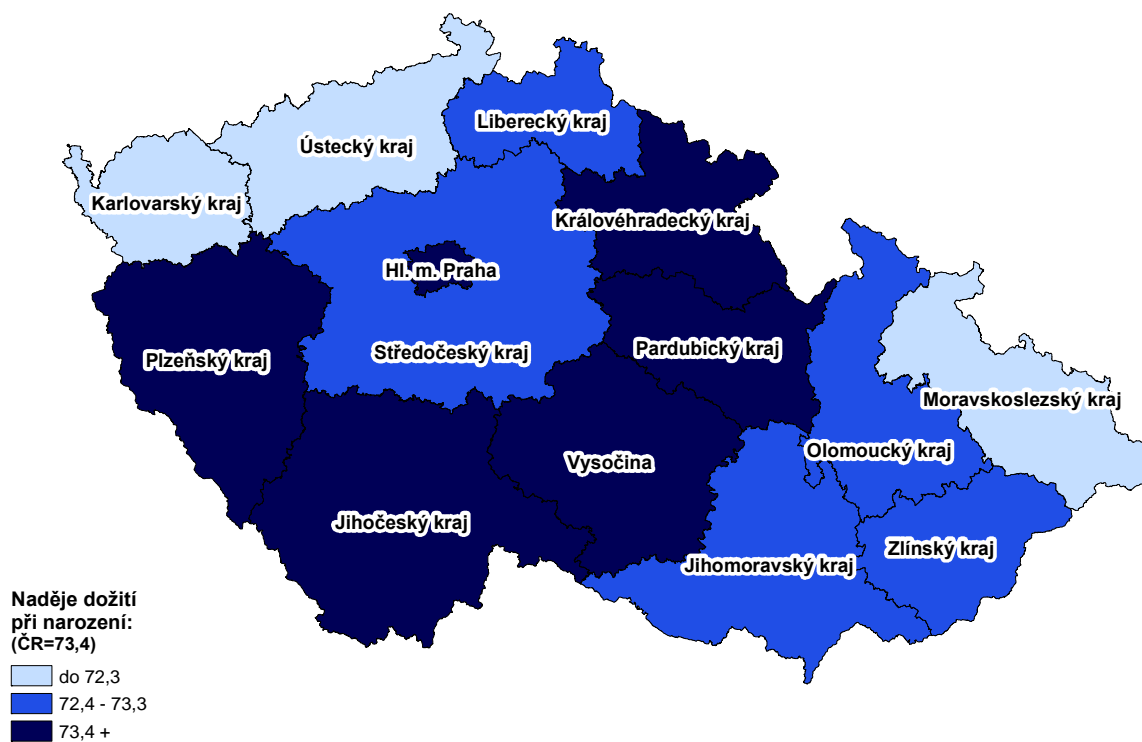 Liberecký kraj
Ústecký kraj
Karlovarský kraj
Královéhradecký kraj
Hl. m. Praha
Plzeňský kraj
Středočeský kraj
Pardubický kraj
Moravskoslezský kraj
Olomoucký kraj
Vysočina
Jihočeský kraj
Zlínský kraj
Jihomoravský kraj
Naděje dožití
při narození:
(ČR=73,4)
do 72,3
72,4 - 73,3
73,4 +